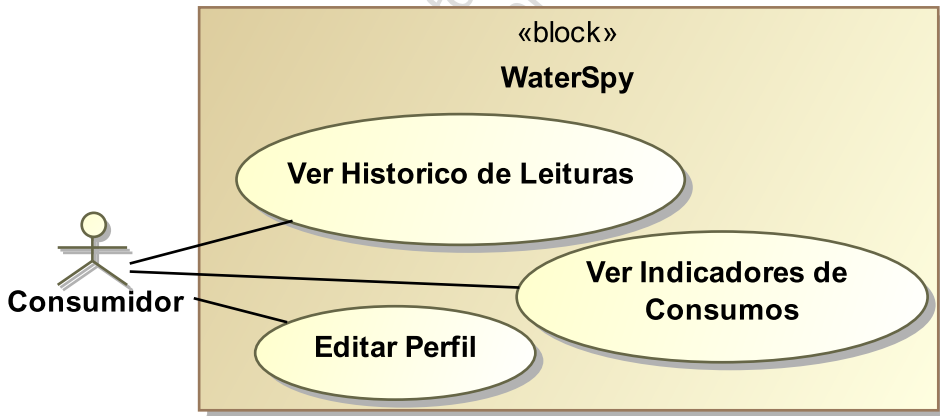 «block»
WaterSpy
Ver Historico de Leituras
Ver Indicadores de
Consumos
Consumidor
Editar Perfil